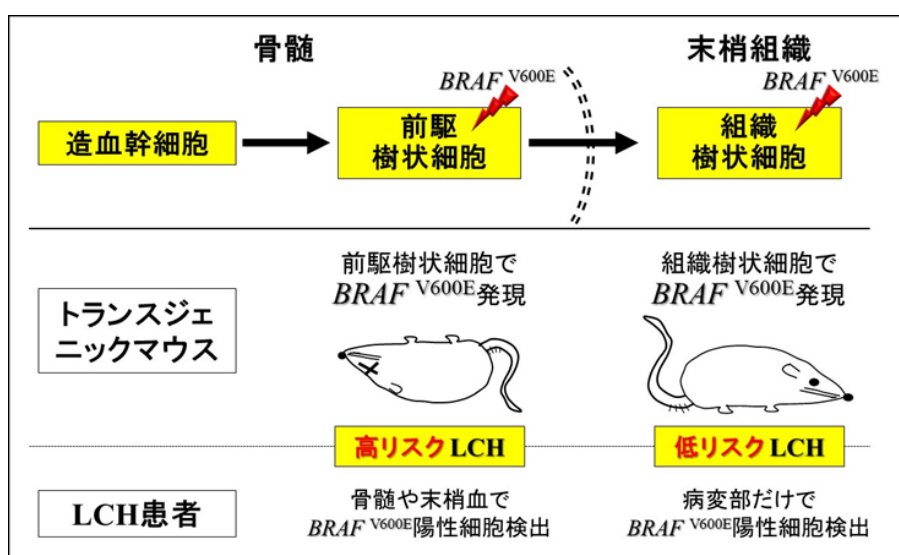 骨髄
末梢組織
BRAF V600E
BRAF V600E
造血幹細胞
前駆
樹状細胞
組織
樹状細胞
トランスジェ
ニックマウス
前駆樹状細胞で
BRAF V600E発現
組織樹状細胞で
BRAF V600E発現
高リスクLCH
低リスクLCH
LCH患者
骨髄や末梢血で
BRAF V600E陽性細胞検出
病変部だけで
BRAF V600E陽性細胞検出